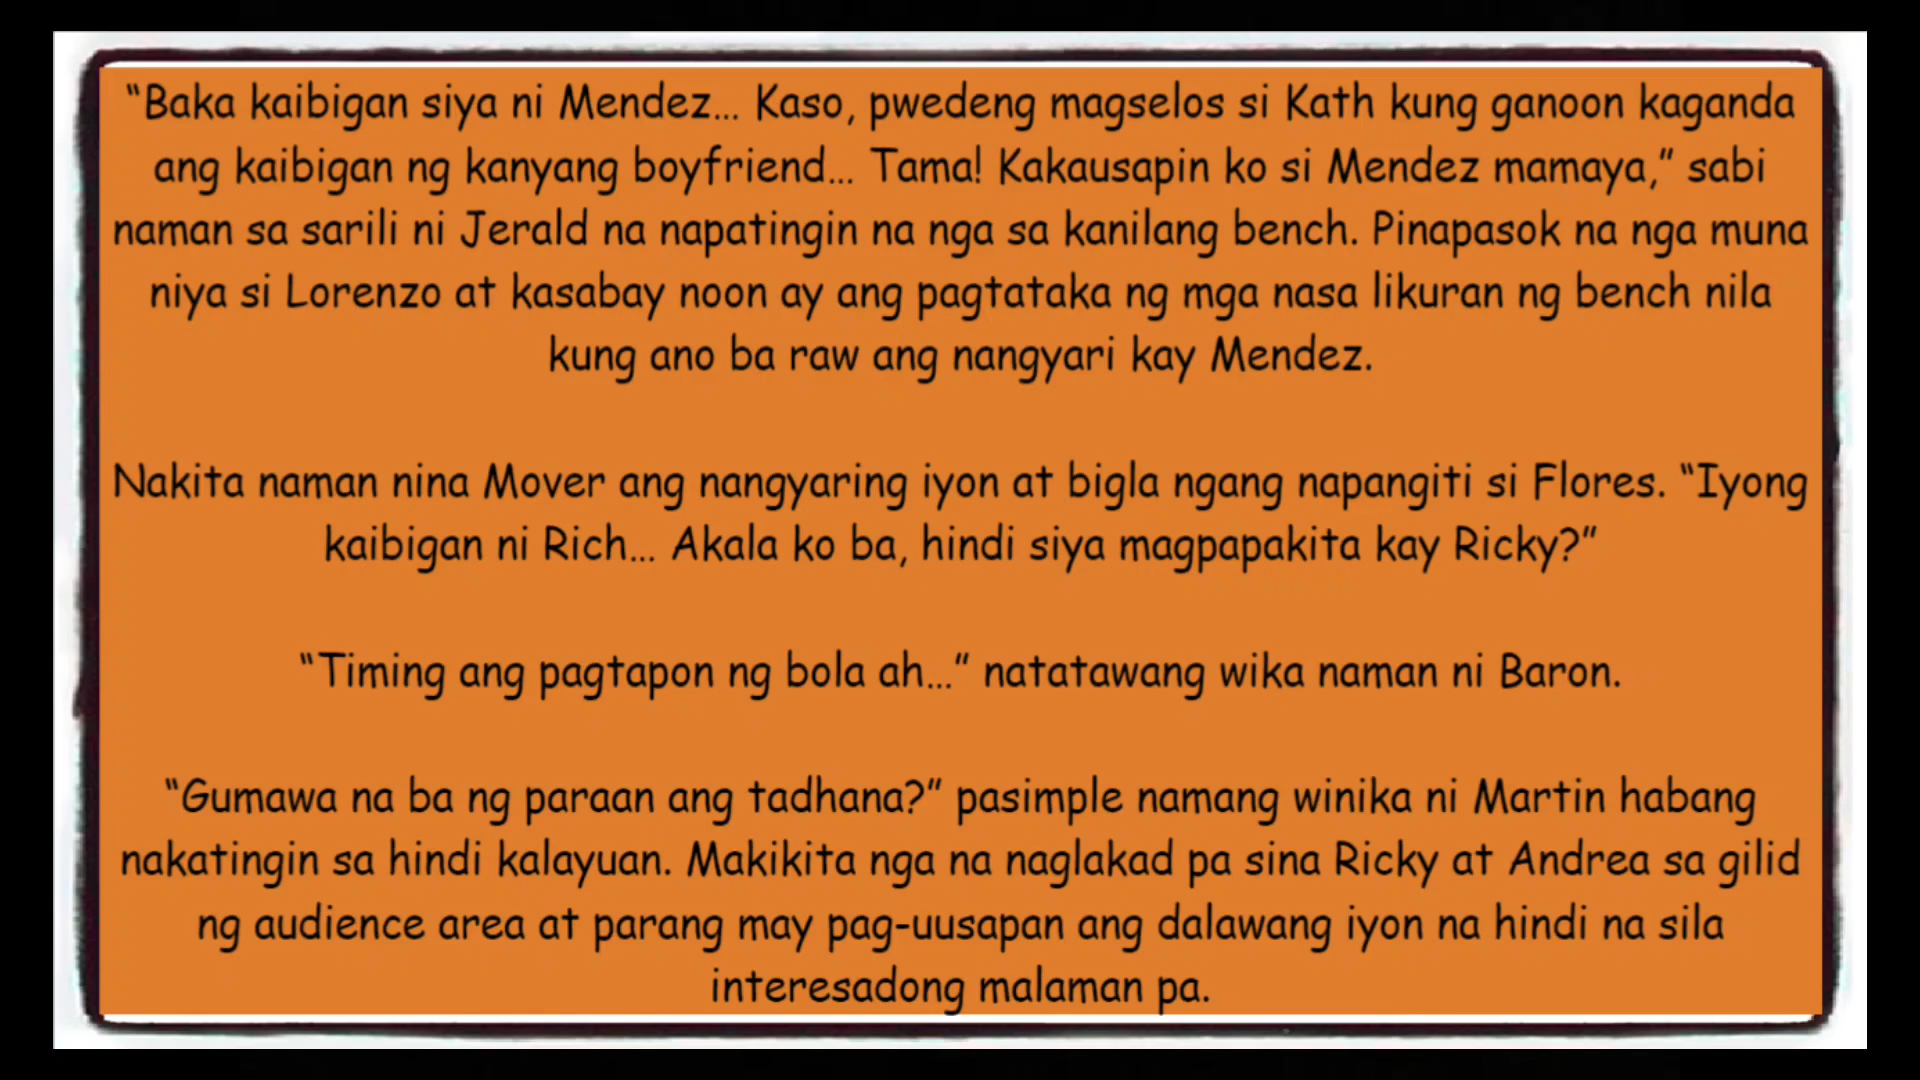 “Baka kaibigan siya ni Mendez... Kaso, pwedeng magselos si Kath kung ganoon kaganda
ang kaibigan ng kanyang boyfriend... Tama! Kakausapin ko si Mendez mamaya,” sabi
naman sa sarili ni Jerald na napatingin na nga sa kanilang bench. Pinapasok na nga muna
niya si Lorenzo at kasabay noon ay ang pagtataka ng mga nasa likuran ng bench nila
kung ano ba raw ang nangyari kay Mendez.
Nakita naman nina Mover ang nangyaring iyon at bigla ngang napangiti si Flores. “Iyong
kaibigan ni Rich... Akala ko ba, hindi siya magpapakita kay Ricky?”
“Timing ang pagtapon ng bola ah...” natatawang wika naman ni Baron.
“Gumawa na ba ng paraan ang tadhana?” pasimple namang winika ni Martin habang
nakatingin sa hindi kalayuan. Makikita nga na naglakad pa sina Ricky at Andrea sa gilid
ng audience area at parang may pag-uusapan ang dalawang iyon na hindi na sila
interesadong malaman pa.